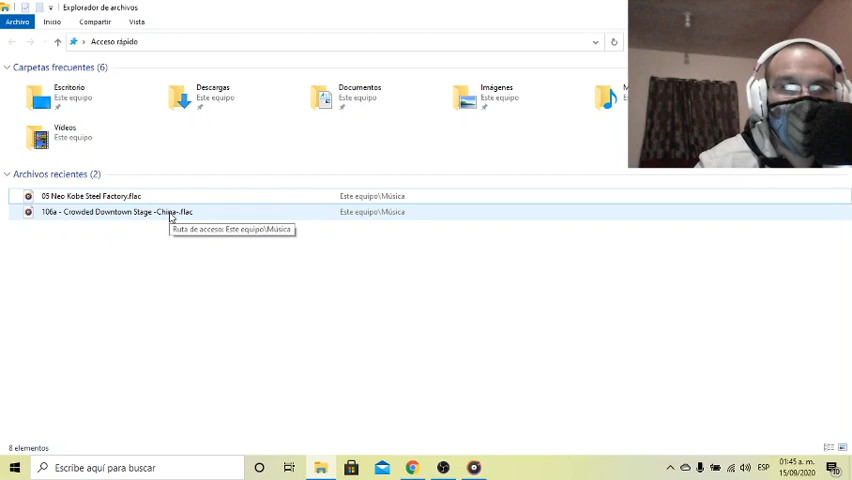 Explorador de archivos
Archivo Inicio Compartir Vista
Acceso rápido
Carpetas frecuentes (6)
Escritorio
Este equipo
Descargas
Este equipo
Documentos
Este equipo
Imágenes
Este equipo
M
Este equipo
Vídeos
Este equipo
Archivos recientes (2)
05 Neo Kobe Steel Factory.flac Este equipo\Música
106a - Crowded Downtown Stage -China-.flac Este equipo\Música
Ruta de acceso: Este equipo\Música
8 elementos
Escribe aquí para buscar
ESP
01:45 a. m.
15/09/2020
10